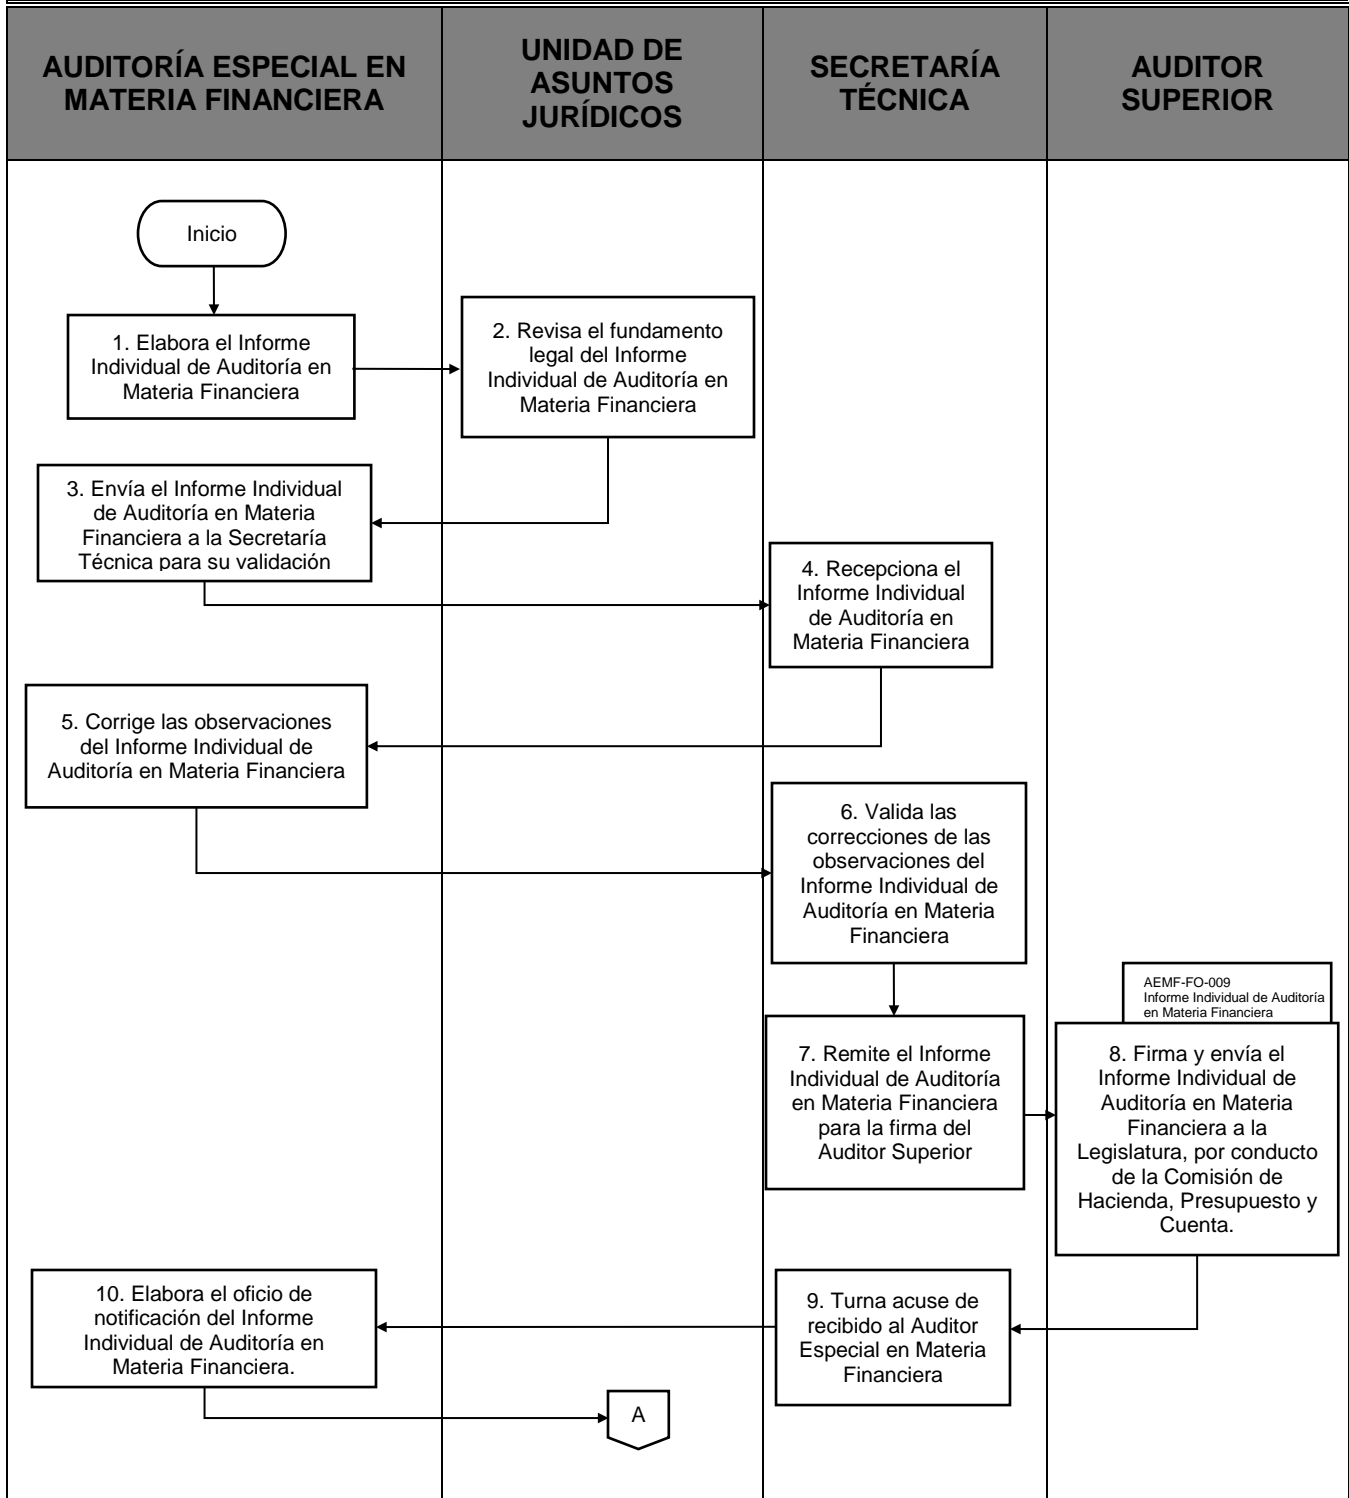 AUDITORÍA ESPECIAL EN
MATERIA FINANCIERA
UNIDAD DE
ASUNTOS
JURÍDICOS
SECRETARÍA
TÉCNICA
AUDITOR
SUPERIOR
Inicio
1. Elabora el Informe
Individual de Auditoría en
Materia Financiera
2. Revisa el fundamento
legal del Informe
Individual de Auditoría en
Materia Financiera
3. Envía el Informe Individual
de Auditoría en Materia
Financiera a la Secretaría
Técnica para su validación
4. Recepciona el
Informe Individual
de Auditoría en
Materia Financiera
5. Corrige las observaciones
del Informe Individual de
Auditoría en Materia Financiera
6. Valida las
correcciones de las
observaciones del
Informe Individual de
Auditoría en Materia
Financiera
7. Remite el Informe
Individual de Auditoría
en Materia Financiera
para la firma del
Auditor Superior
AEMF-FO-009
Informe Individual de Auditoría
en Materia Financiera
8. Firma y envía el
Informe Individual de
Auditoría en Materia
Financiera a la
Legislatura, por conducto
de la Comisión de
Hacienda, Presupuesto y
Cuenta.
9. Turna acuse de
recibido al Auditor
Especial en Materia
Financiera
10. Elabora el oficio de
notificación del Informe
Individual de Auditoría en
Materia Financiera.
A